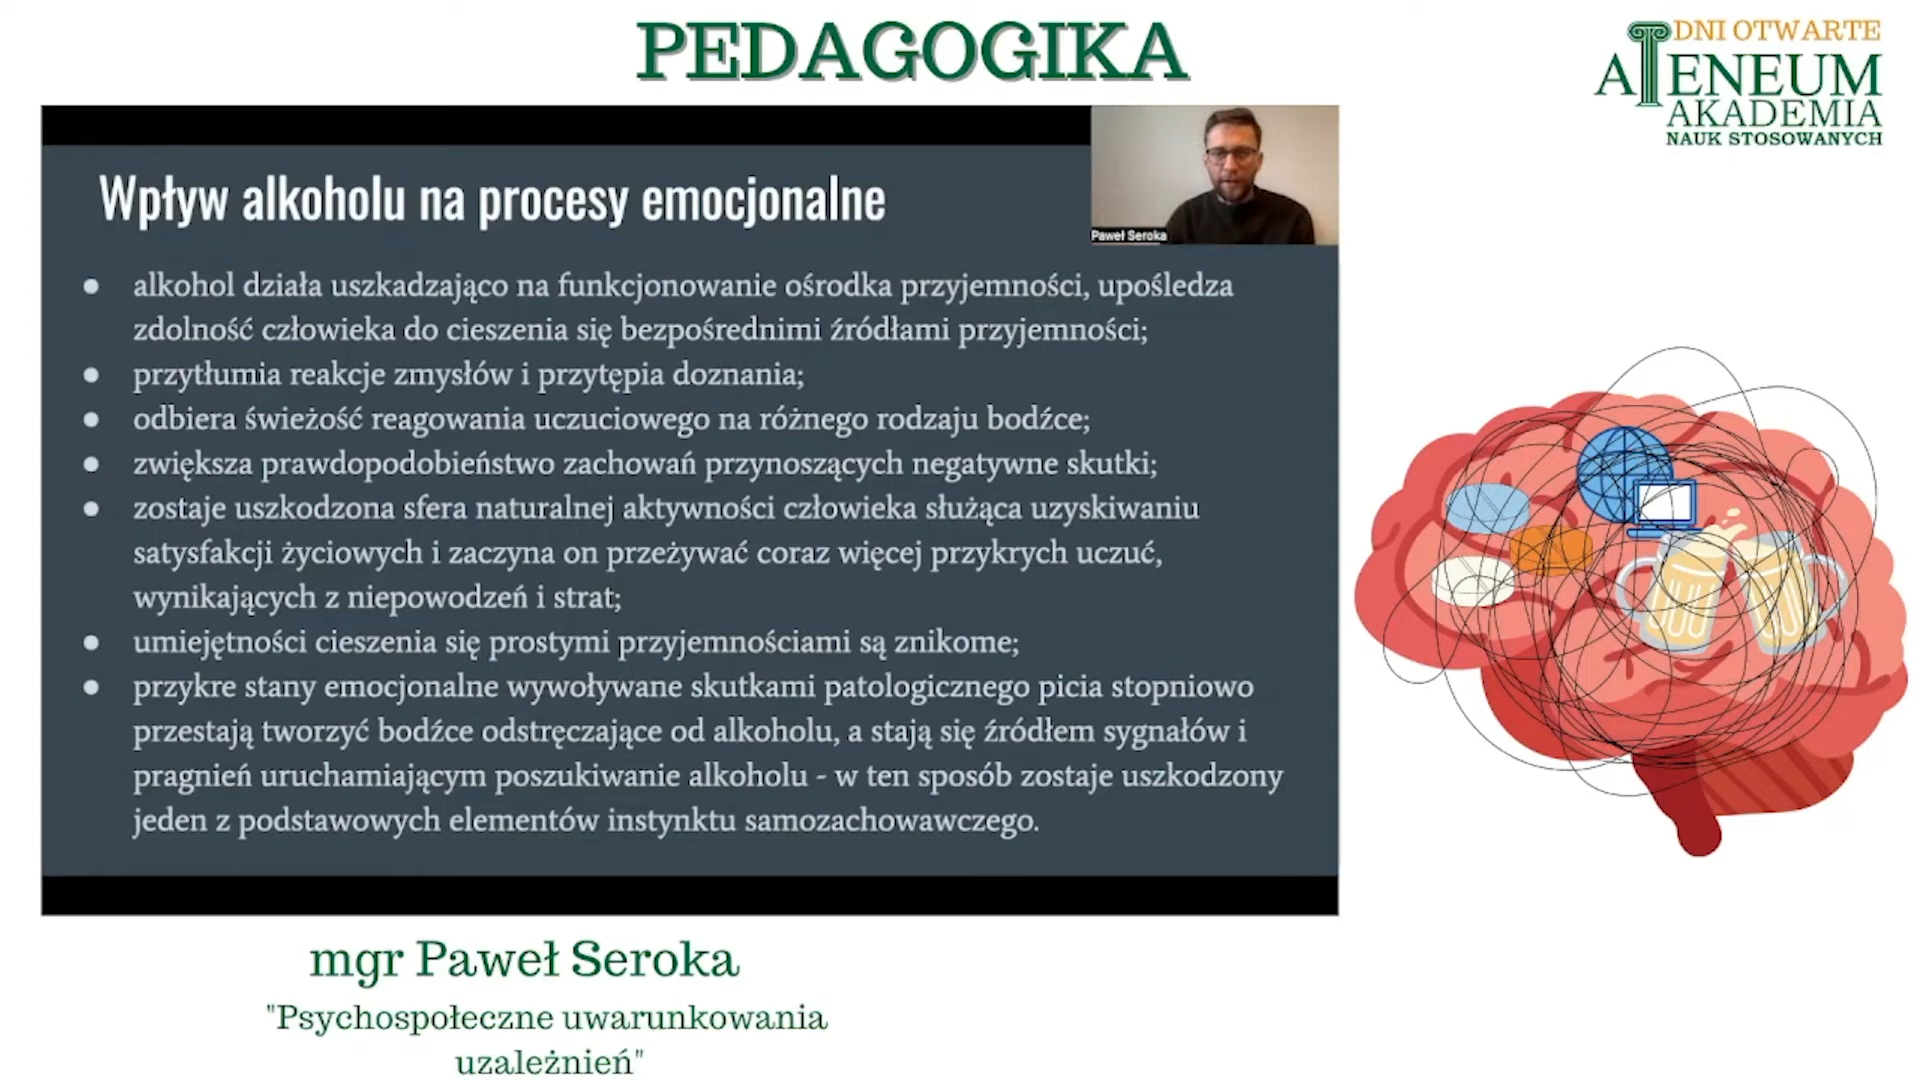 PEDAGOGIKA
DNI OTWARTE
ATENEUM
AKADEMIA
NAUK STOSOWANYCH
Wpływ alkoholu na procesy emocjonalne
Paweł Seroka
● alkohol działa uszkadzająco na funkcjonowanie ośrodka przyjemności, upośledza
zdolność człowieka do cieszenia się bezpośrednimi źródłami przyjemności;
● przytłumia reakcje zmysłów i przytępia doznania;
● odbiera świeżość reagowania uczuciowego na różnego rodzaju bodźce;
● zwiększa prawdopodobieństwo zachowań przynoszących negatywne skutki;
● zostaje uszkodzona sfera naturalnej aktywności człowieka służąca uzyskiwaniu
satysfakcji życiowych i zaczyna on przeżywać coraz więcej przykrych uczuć,
wynikających z niepowodzeń i strat;
● umiejętności cieszenia się prostymi przyjemnościami są znikome;
● przykre stany emocjonalne wywoływane skutkami patologicznego picia stopniowo
przestają tworzyć bodźce odstręczające od alkoholu, a stają się źródłem sygnałów i
pragnień uruchamiającym poszukiwanie alkoholu - w ten sposób zostaje uszkodzony
jeden z podstawowych elementów instynktu samozachowawczego.
mgr Paweł Seroka
"Psychospołeczne uwarunkowania
uzależnień"